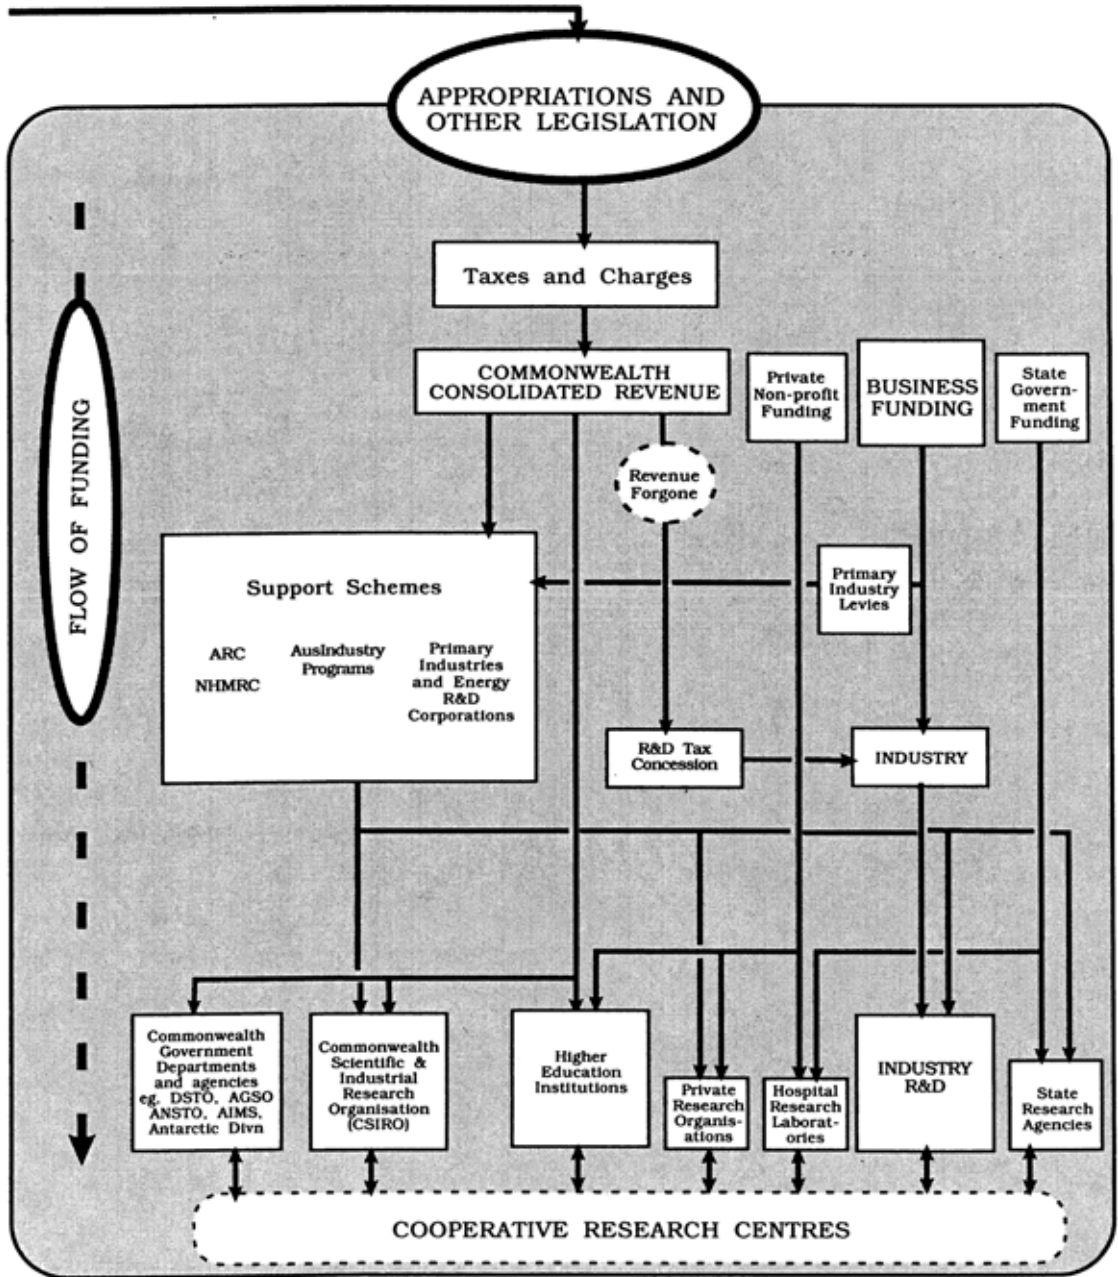 APPROPRIATIONS AND
OTHER LEGISLATION
Taxes and Charges
COMMONWEALTH
CONSOLIDATED REVENUE
Private
Non-profit
Funding
BUSINESS
FUNDING
State
Govern-
ment
Funding
FLOW OF FUNDING
Revenue
Forgone
Support Schemes
ARC
NHMRC
AusIndustry
Programs
Primary
Industries
and Energy
R&D
Corporations
Primary
Industry
Levies
R&D Tax
Concession
INDUSTRY
Commonwealth
Government
Departments
and agencies
eg. DSTO, AGSO
ANSTO, AIMS,
Antarctic Divn
Commonwealth
Scientific &
Industrial
Research
Organisation
(CSIRO)
Higher
Education
Institutions
Private
Research
Organis-
ations
Hospital
Research
Laborat-
ories
INDUSTRY
R&D
State
Research
Agencies
COOPERATIVE RESEARCH CENTRES